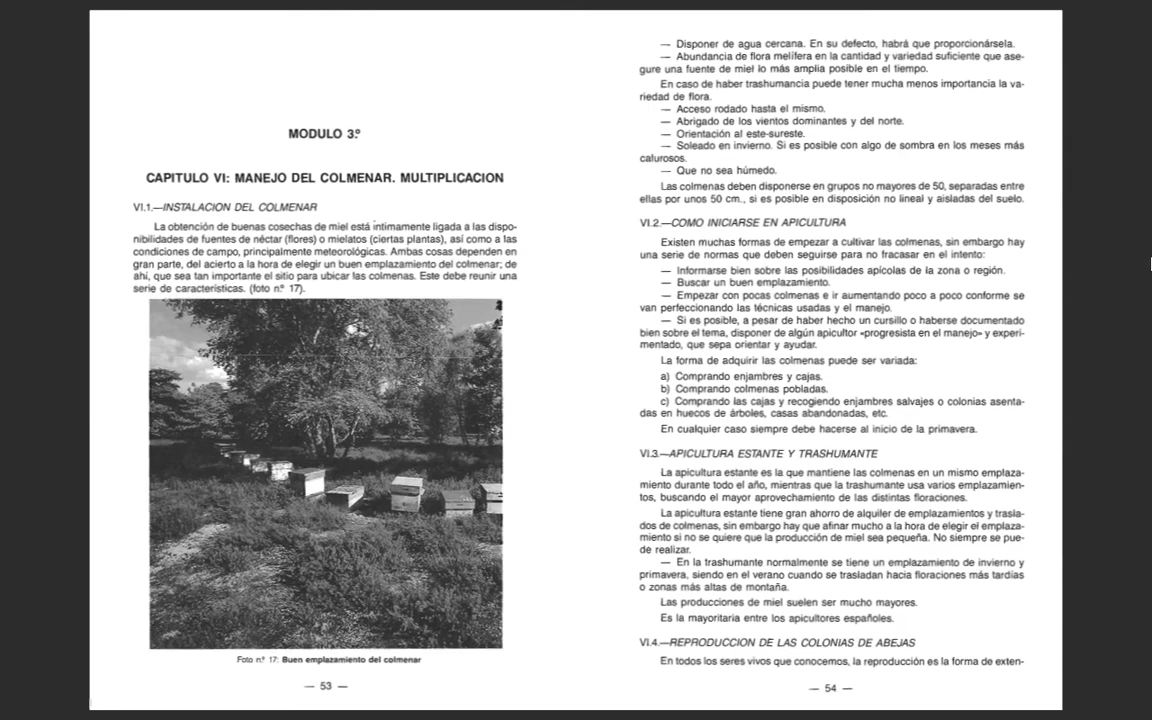 MODULO 3.º
CAPITULO VI: MANEJO DEL COLMENAR. MULTIPLICACION
VI.1.—INSTALACION DEL COLMENAR
La obtención de buenas cosechas de miel está íntimamente ligada a las dispo-
nibilidades de fuentes de néctar (flores) o mielatos (ciertas plantas), así como a las
condiciones de campo, principalmente meteorológicas. Ambas cosas dependen en
gran parte, del acierto a la hora de elegir un buen emplazamiento del colmenar; de
ahí, que sea tan importante el sitio para ubicar las colmenas. Este debe reunir una
serie de características. (foto n.º 17).
Foto n.º 17: Buen emplazamiento del colmenar
— 53 —
— Disponer de agua cercana. En su defecto, habrá que proporcionársela.
— Abundancia de flora melífera en la cantidad y variedad suficiente que ase-
gure una fuente de miel lo más amplia posible en el tiempo.
En caso de haber trashumancia puede tener mucha menos importancia la va-
riedad de flora.
— Acceso rodado hasta el mismo.
— Abrigado de los vientos dominantes y del norte.
— Orientación al este-sureste.
— Soleado en invierno. Si es posible con algo de sombra en los meses más
calurosos.
— Que no sea húmedo.
Las colmenas deben disponerse en grupos no mayores de 50, separadas entre
ellas por unos 50 cm., si es posible en disposición no lineal y aisladas del suelo.
VI.2.—COMO INICIARSE EN APICULTURA
Existen muchas formas de empezar a cultivar las colmenas, sin embargo hay
una serie de normas que deben seguirse para no fracasar en el intento:
— Informarse bien sobre las posibilidades apícolas de la zona o región.
— Buscar un buen emplazamiento.
— Empezar con pocas colmenas e ir aumentando poco a poco conforme se
van perfeccionando las técnicas usadas y el manejo.
— Si es posible, a pesar de haber hecho un cursillo o haberse documentado
bien sobre el tema, disponer de algún apicultor «progresista en el manejo» y experi-
mentado, que sepa orientar y ayudar.
La forma de adquirir las colmenas puede ser variada:
a) Comprando enjambres y cajas.
b) Comprando colmenas pobladas.
c) Comprando las cajas y recogiendo enjambres salvajes o colonias asenta-
das en huecos de árboles, casas abandonadas, etc.
En cualquier caso siempre debe hacerse al inicio de la primavera.
VI.3.—APICULTURA ESTANTE Y TRASHUMANTE
La apicultura estante es la que mantiene las colmenas en un mismo emplaza-
miento durante todo el año, mientras que la trashumante usa varios emplazamien-
tos, buscando el mayor aprovechamiento de las distintas floraciones.
La apicultura estante tiene gran ahorro de alquiler de emplazamientos y trasla-
dos de colmenas, sin embargo hay que afinar mucho a la hora de elegir el emplaza-
miento si no se quiere que la producción de miel sea pequeña. No siempre se pue-
de realizar.
— En la trashumante normalmente se tiene un emplazamiento de invierno y
primavera, siendo en el verano cuando se trasladan hacia floraciones más tardías
o zonas más altas de montaña.
Las producciones de miel suelen ser mucho mayores.
Es la mayoritaria entre los apicultores españoles.
VI.4.—REPRODUCCION DE LAS COLONIAS DE ABEJAS
En todos los seres vivos que conocemos, la reproducción es la forma de exten-
— 54 —